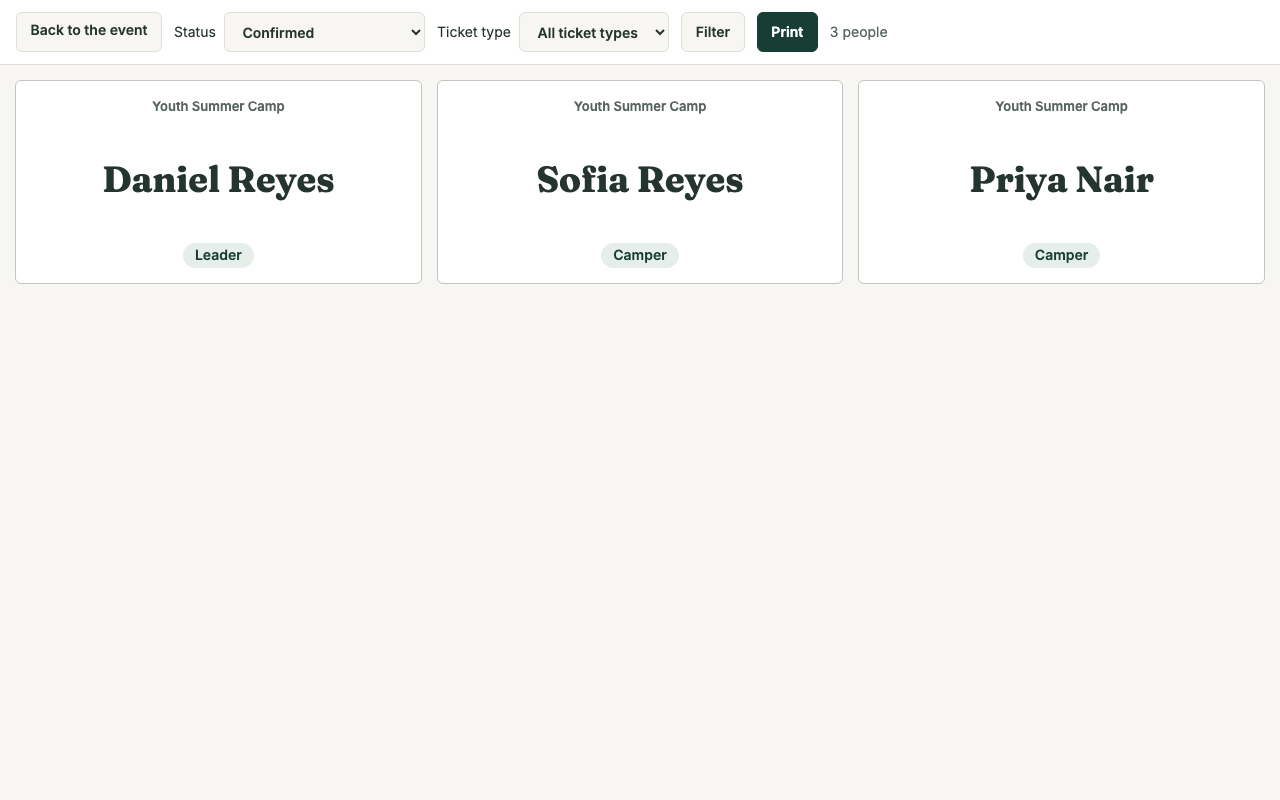 Back to the event Status Confirmed Ticket type All ticket types Filter Print 3 people
Youth Summer Camp
Daniel Reyes
Leader
Youth Summer Camp
Sofia Reyes
Camper
Youth Summer Camp
Priya Nair
Camper